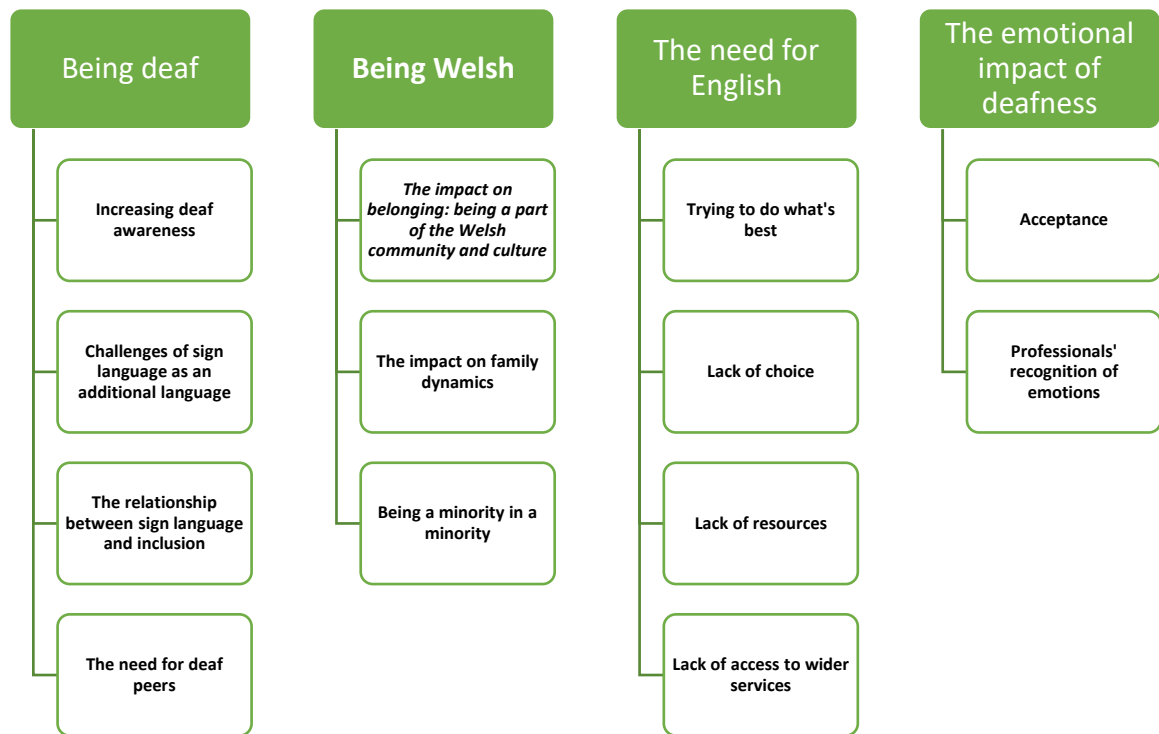 Being deaf
Increasing deaf
awareness
Challenges of sign
language as an
additional language
The relationship
between sign language
and inclusion
The need for deaf
peers
Being Welsh
The impact on
belonging: being a part
of the Welsh
community and culture
The impact on family
dynamics
Being a minority in a
minority
The need for
English
Trying to do what's
best
Lack of choice
Lack of resources
Lack of access to wider
services
The emotional
impact of
deafness
Acceptance
Professionals'
recognition of
emotions